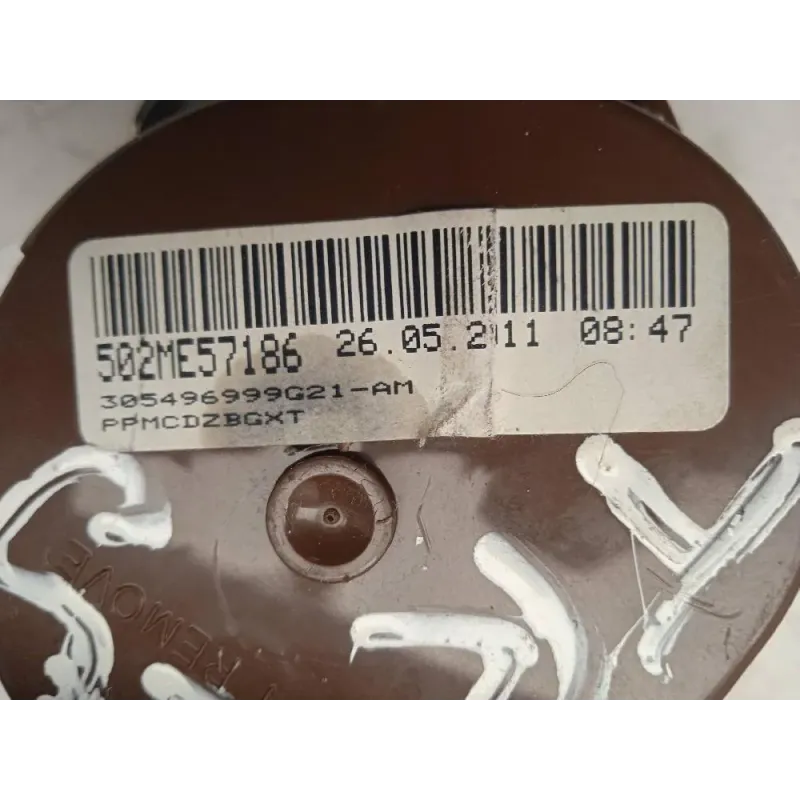 502ME57186 26.05.2011 08:47
305496999G21-AM
PPMCDZBGXT
REMOVE